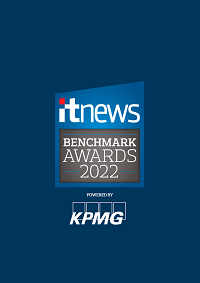 itnews
BENCHMARK
AWARDS
2022
POWERED BY
KPMG